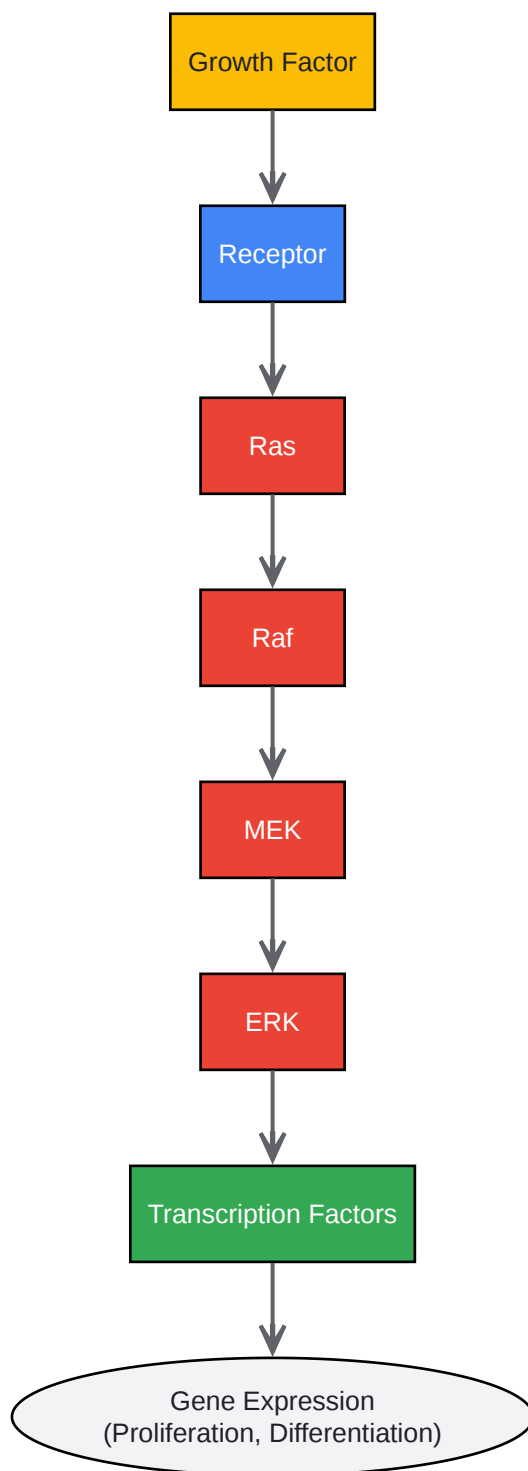 Growth Factor
Receptor
Ras
Raf
MEK
ERK
Transcription Factors
Gene Expression
(Proliferation, Differentiation)